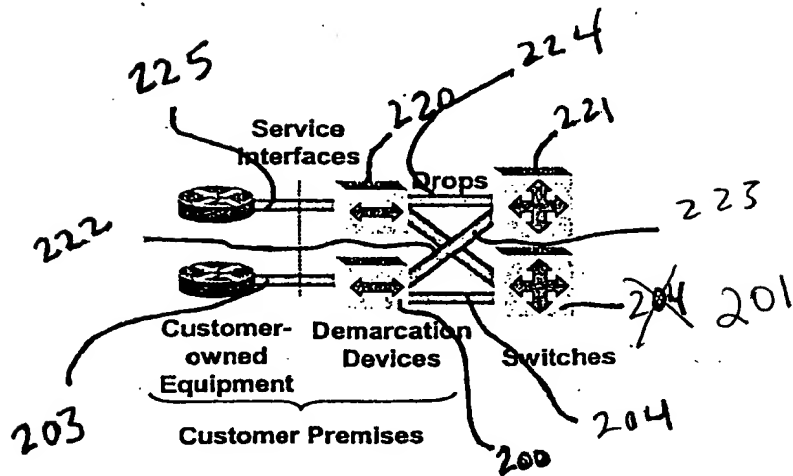 224
225
220
221
Service
Interfaces
Drops
223
222
204 201
Customer-
owned
Equipment
Demarcation
Devices
Switches
203
204
Customer Premises
200